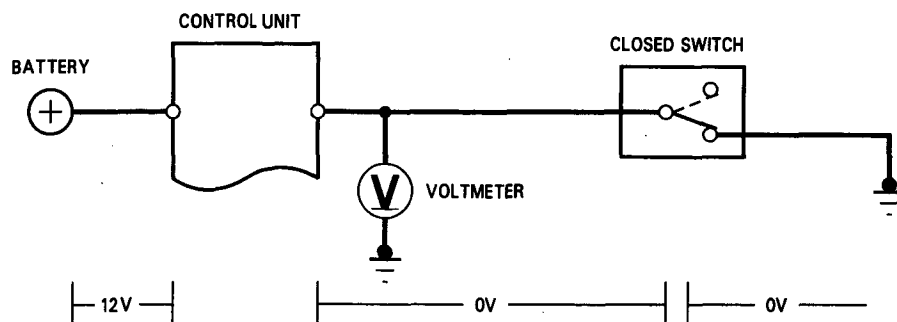 CONTROL UNIT
CLOSED SWITCH
BATTERY
+
V
VOLTMETER
12V
0V
0V